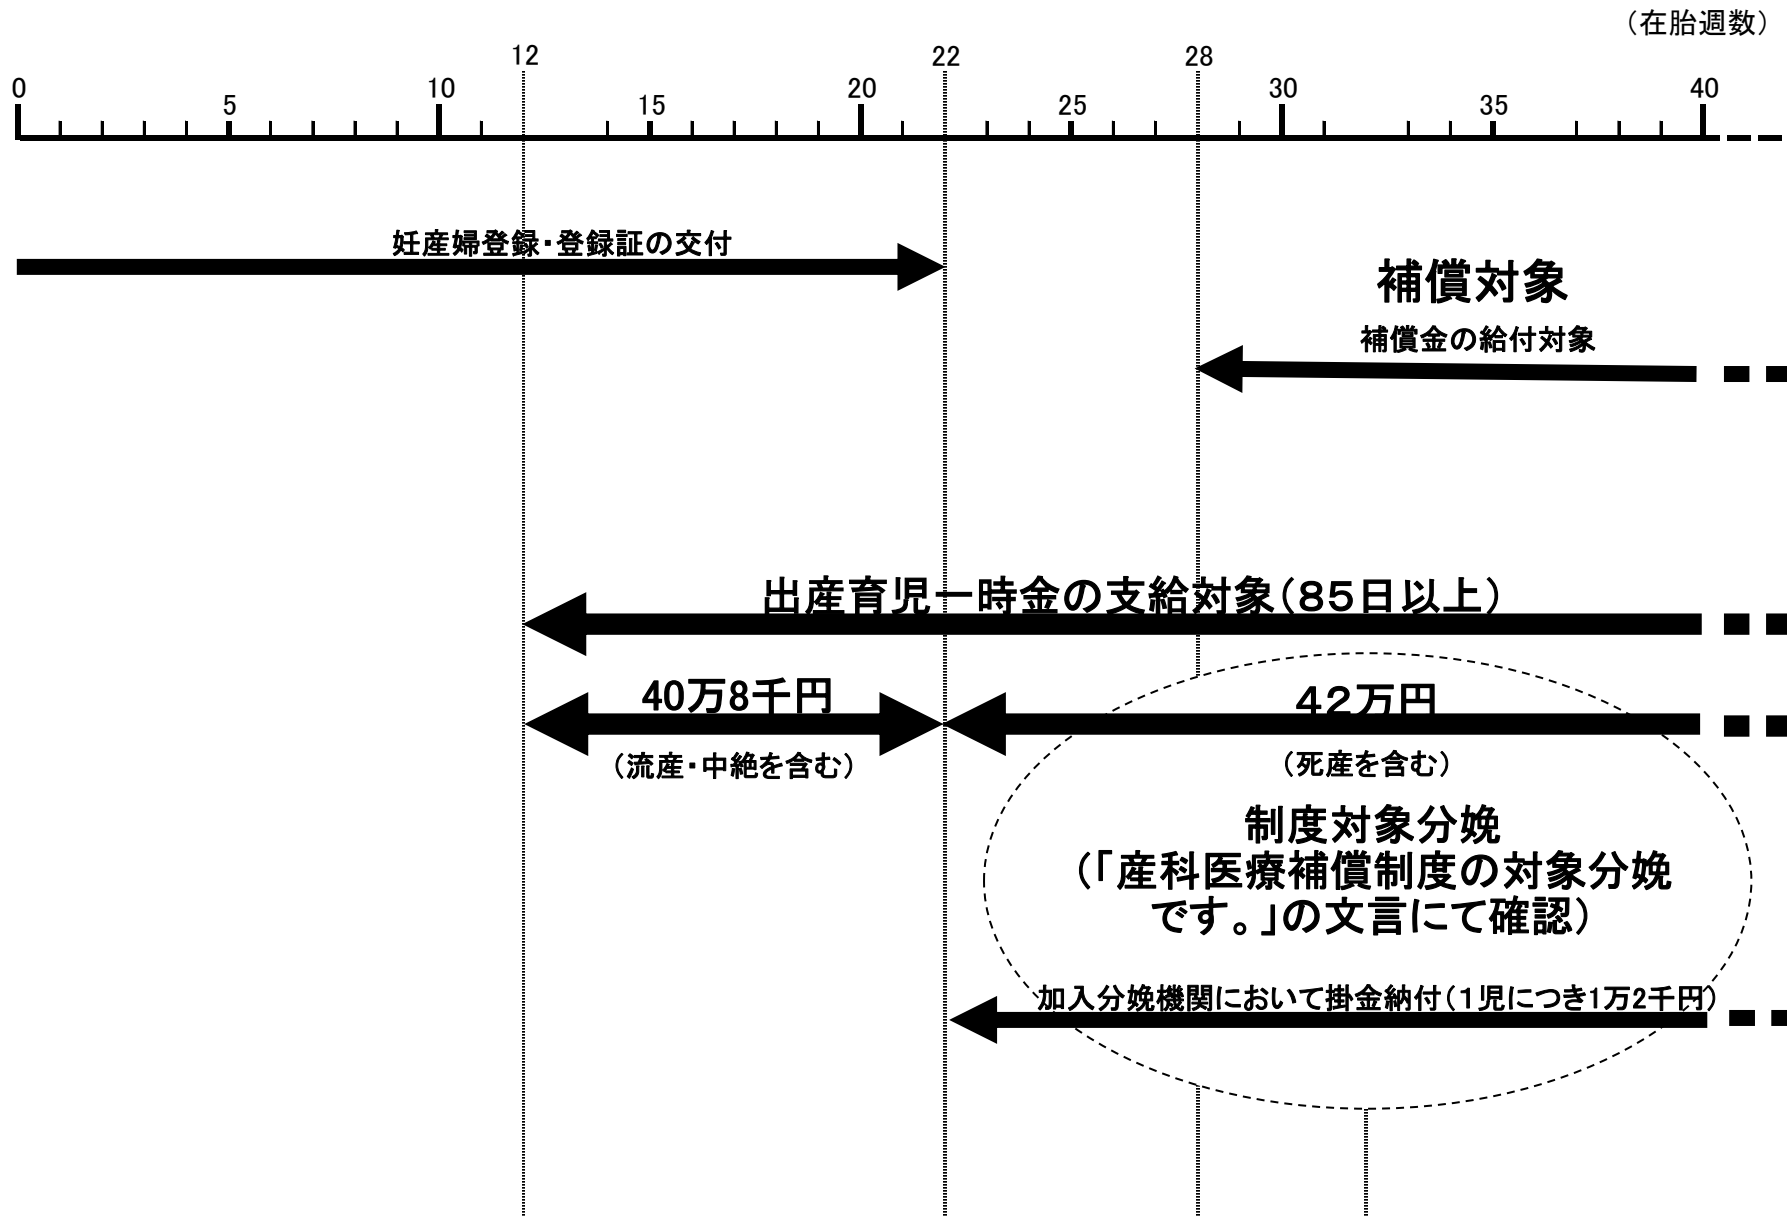 （在胎週数）
12
22
28
0
5
10
15
20
25
30
35
40
妊産婦登録・登録証の交付
補償対象
補償金の給付対象
出産育児一時金の支給対象（８５日以上）
40万8千円
４２万円
（流産・中絶を含む）
（死産を含む）
制度対象分娩
（「産科医療補償制度の対象分娩
です。」の文言にて確認）
加入分娩機関において掛金納付（１児につき１万２千円）